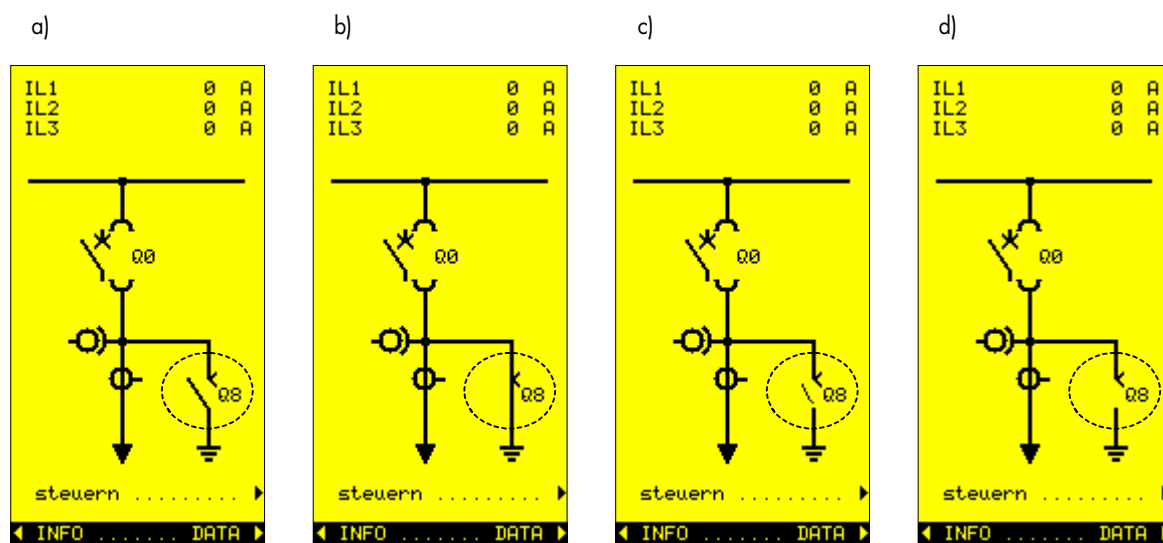 a) b) c) d)
IL1 0 A IL1 0 A IL1 0 A IL1 0 A
IL2 0 A IL2 0 A IL2 0 A IL2 0 A
IL3 0 A IL3 0 A IL3 0 A IL3 0 A
Q0 Q0 Q0 Q0
Q8 Q8 Q8 Q8
steuern ......... steuern ......... steuern ......... steuern .........
INFO ....... DATA INFO ....... DATA INFO ....... DATA INFO ....... DATA